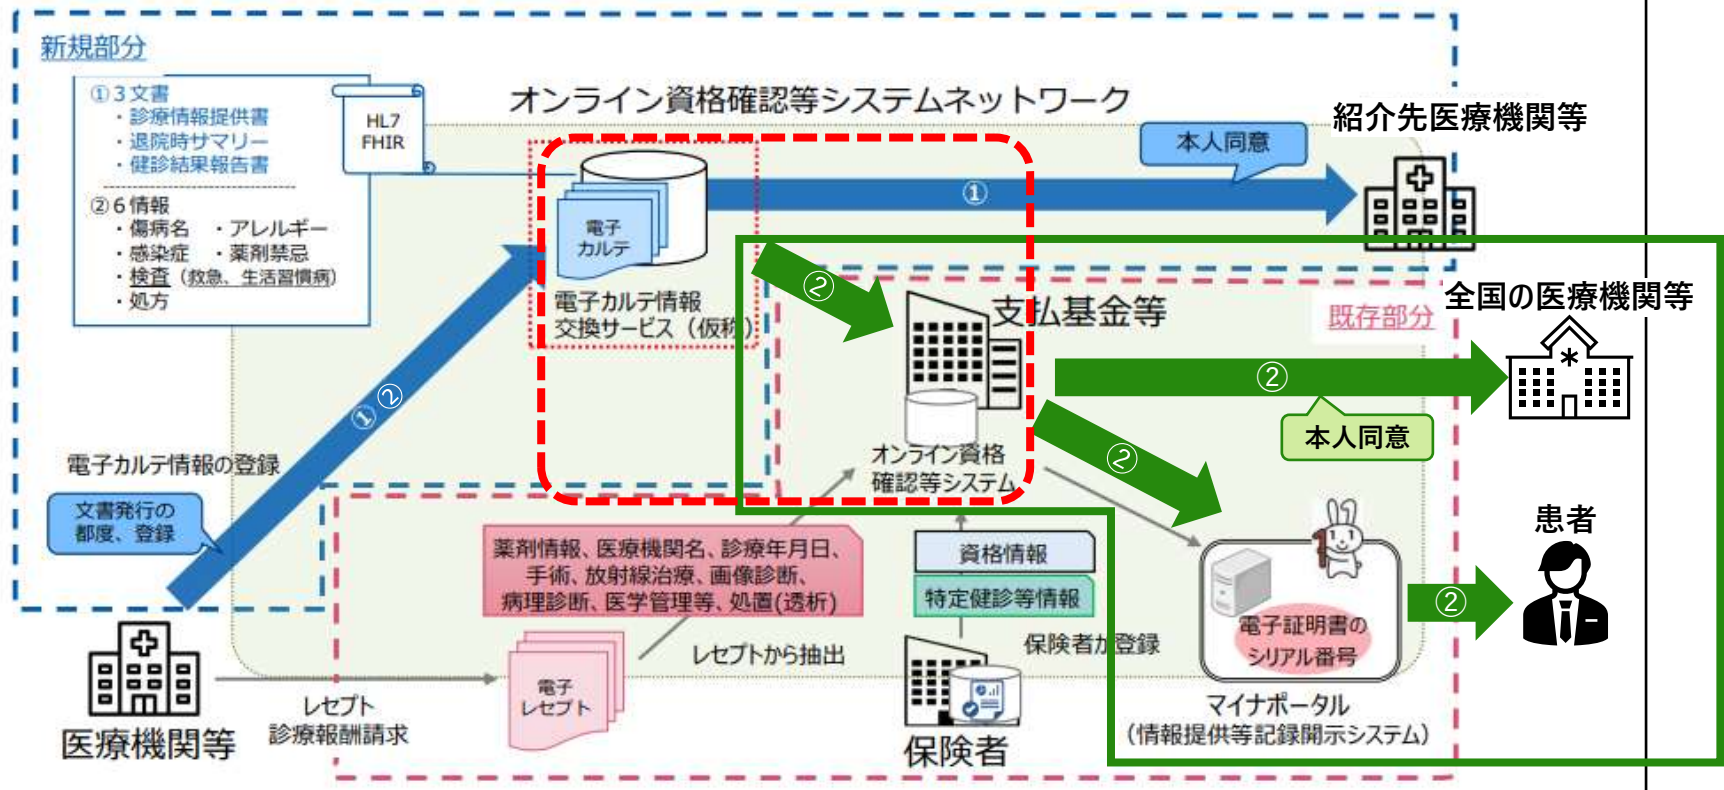 新規部分
①３文書
・診療情報提供書
・退院時サマリー
・健診結果報告書
②６情報
・傷病名 ・アレルギー
・感染症 ・薬剤禁忌
・検査（救急、生活習慣病）
・処方
HL7
FHIR
オンライン資格確認等システムネットワーク
本人同意
紹介先医療機関等
①
電子
カルテ
電子カルテ情報
交換サービス（仮称）
②
支払基金等
既存部分
全国の医療機関等
②
本人同意
①②
電子カルテ情報の登録
文書発行の
都度、登録
オンライン資格
確認等システム
②
薬剤情報、医療機関名、診療年月日、
手術、放射線治療、画像診断、
病理診断、医学管理等、処置(透析)
資格情報
特定健診等情報
患者
②
電子証明書の
シリアル番号
レセプトから抽出
保険者が登録
電子
レセプト
レセプト
診療報酬請求
医療機関等
保険者
マイナポータル
（情報提供等記録開示システム）